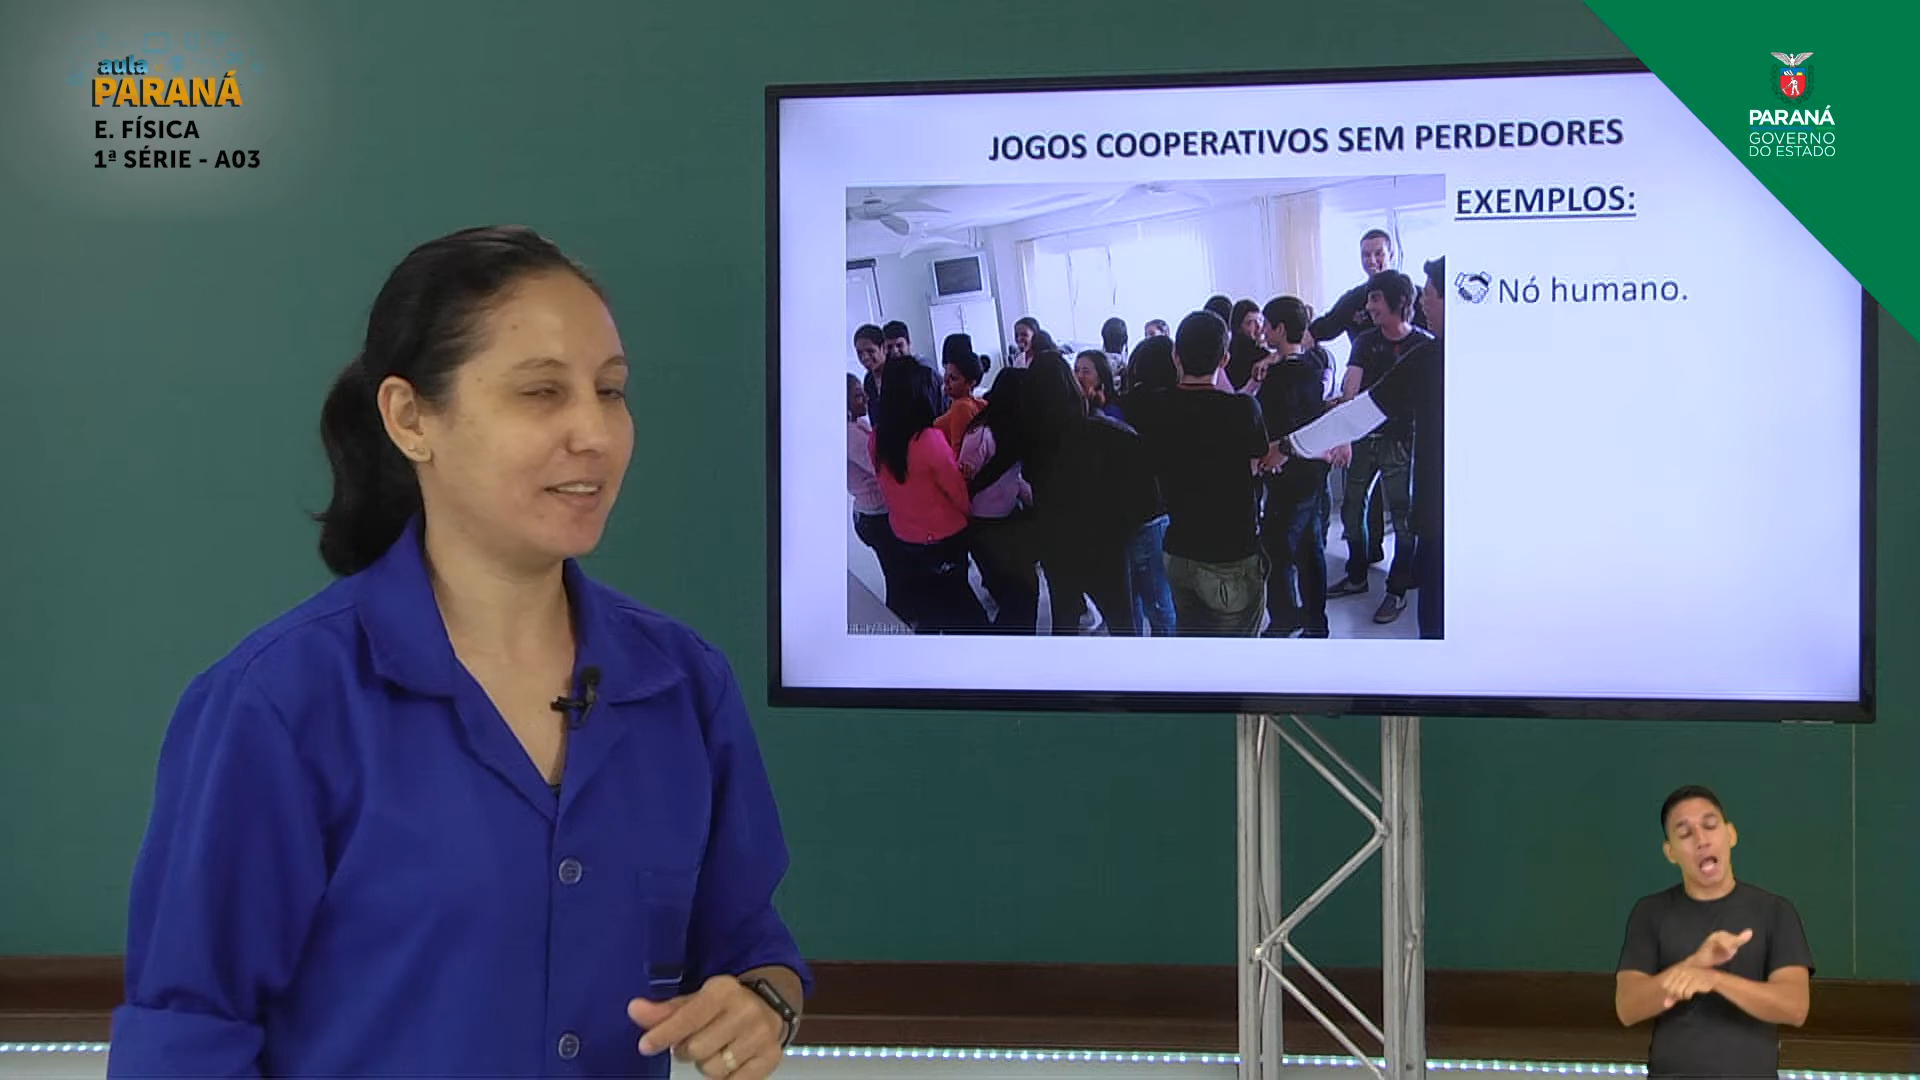 aula
PARANÁ
E. FÍSICA
1ª SÉRIE - A03
JOGOS COOPERATIVOS SEM PERDEDORES
EXEMPLOS:
Nó humano.
PARANÁ
GOVERNO
DO ESTADO